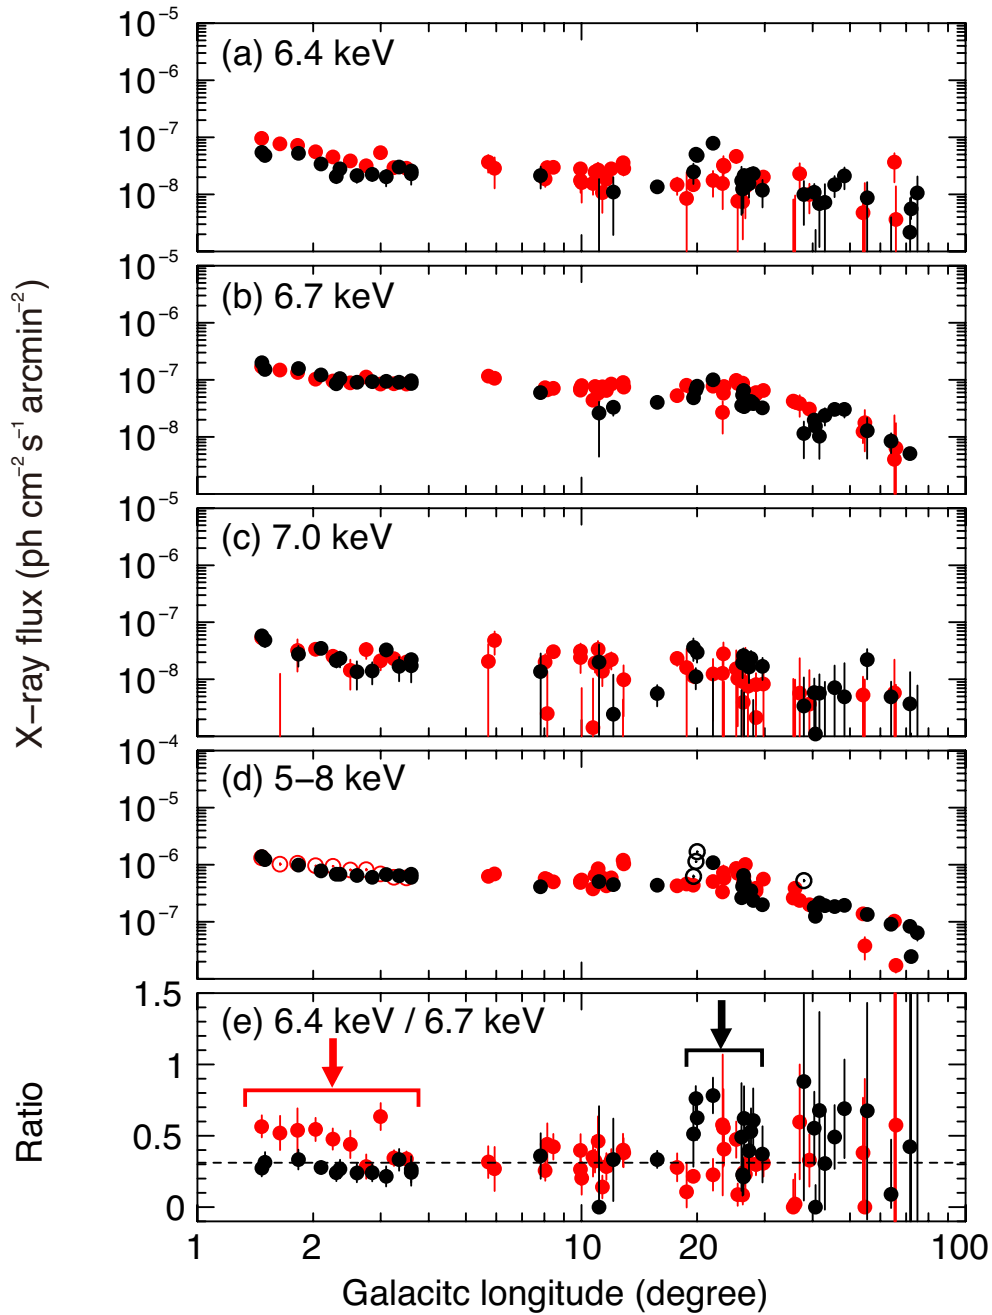 X−ray flux (ph cm−2 s−1 arcmin−2)
10−5
(a) 6.4 keV
10−6
10−7
10−8
10−5
(b) 6.7 keV
10−6
10−7
10−8
10−5
(c) 7.0 keV
10−6
10−7
10−8
10−4
(d) 5−8 keV
10−5
10−6
10−7
Ratio
1.5
(e) 6.4 keV / 6.7 keV
1
0.5
0
1 2 10 20 100
Galacitc longitude (degree)